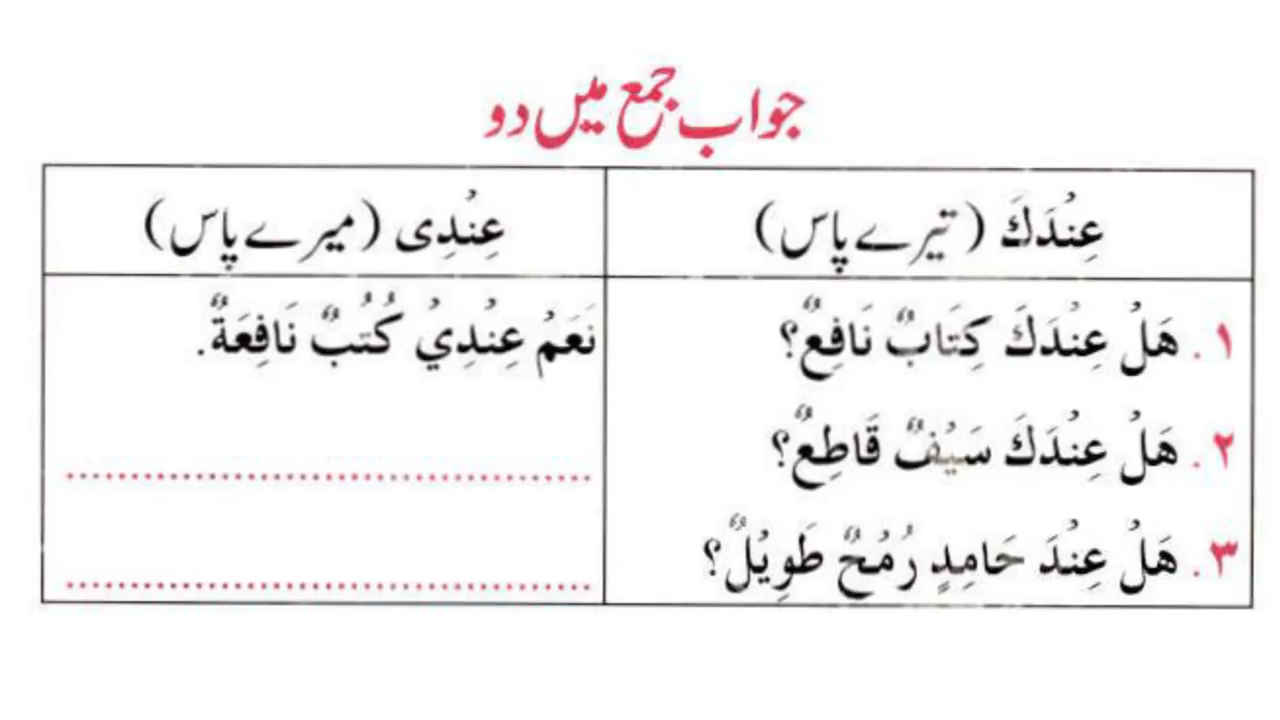 جواب جمع میں دو
عِنْدَكَ (تیرے پاس)
عِنْدِی (میرے پاس)
١. هَلْ عِنْدَكَ كِتَابٌ نَافِعٌ؟
نَعَمْ عِنْدِيْ كُتُبٌ نَافِعَةٌ.
٢. هَلْ عِنْدَكَ سَيْفٌ قَاطِعٌ؟
٣. هَلْ عِنْدَ حَامِدٍ رُمْحٌ طَوِيْلٌ؟